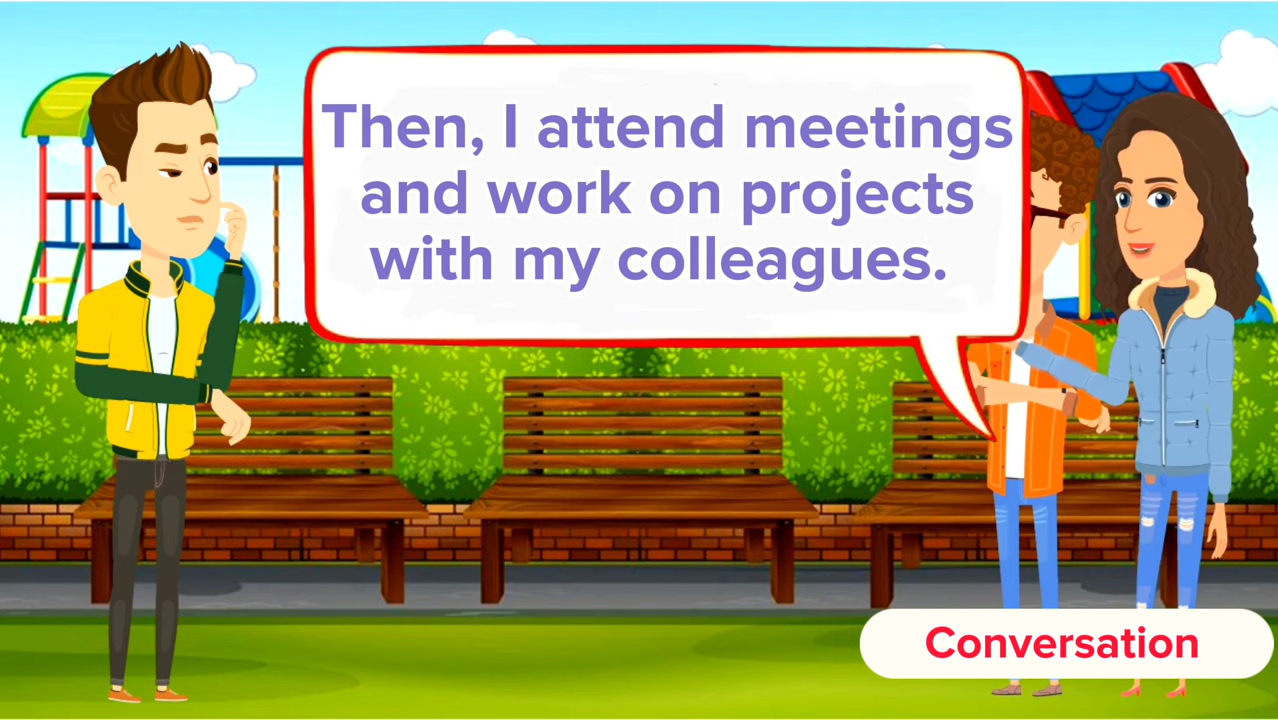 Then, I attend meetings
and work on projects
with my colleagues.
Conversation